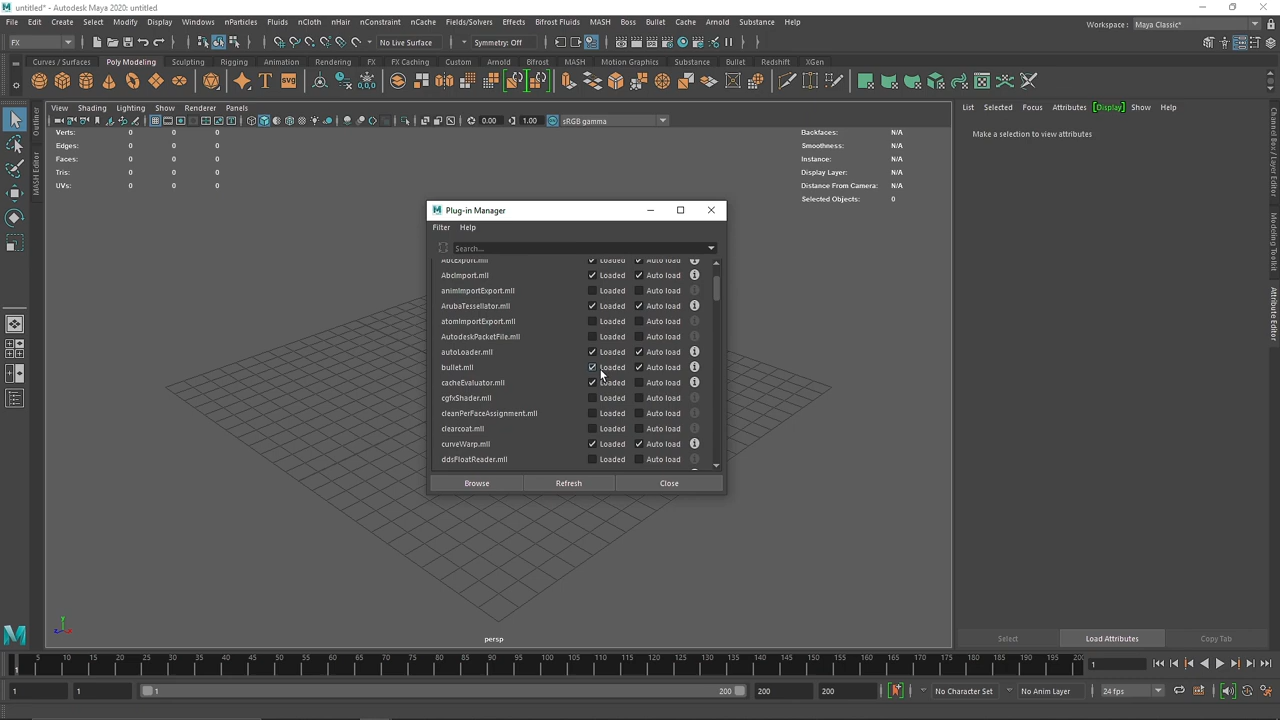 untitled* - Autodesk Maya 2020: untitled
File Edit Create Select Modify Display Windows nParticles Fluids nCloth nHair nConstraint nCache Fields/Solvers Effects Bifrost Fluids MASH Boss Bullet Cache Arnold Substance Help
Workspace : Maya Classic*
FX No Live Surface Symmetry: Off
Curves / Surfaces Poly Modeling Sculpting Rigging Animation Rendering FX FX Caching Custom Arnold Bifrost MASH Motion Graphics Substance Bullet Redshift XGen
T SVG
View Shading Lighting Show Renderer Panels
List Selected Focus Attributes Display Show Help
0.00 1.00 sRGB gamma
Outliner
MASH Editor
Verts: 0 0 0
Edges: 0 0 0
Faces: 0 0 0
Tris: 0 0 0
UVs: 0 0 0
Backfaces: N/A
Smoothness: N/A
Instance: N/A
Display Layer: N/A
Distance From Camera: N/A
Selected Objects: 0
Make a selection to view attributes
Channel Box / Layer Editor
Modeling Toolkit
Attribute Editor
Plug-in Manager
Filter Help
Search...
AbcExport.mll Loaded Auto load
AbcImport.mll Loaded Auto load
animImportExport.mll Loaded Auto load
ArubaTessellator.mll Loaded Auto load
atomImportExport.mll Loaded Auto load
AutodeskPacketFile.mll Loaded Auto load
autoLoader.mll Loaded Auto load
bullet.mll Loaded Auto load
cacheEvaluator.mll Loaded Auto load
cgfxShader.mll Loaded Auto load
cleanPerFaceAssignment.mll Loaded Auto load
clearcoat.mll Loaded Auto load
curveWarp.mll Loaded Auto load
ddsFloatReader.mll Loaded Auto load
Browse Refresh Close
y
persp
Select Load Attributes Copy Tab
5 10 15 20 25 30 35 40 45 50 55 60 65 70 75 80 85 90 95 100 105 110 115 120 125 130 135 140 145 150 155 160 165 170 175 180 185 190 195 200
1 1
1 1 1 200 200 200 No Character Set No Anim Layer 24 fps